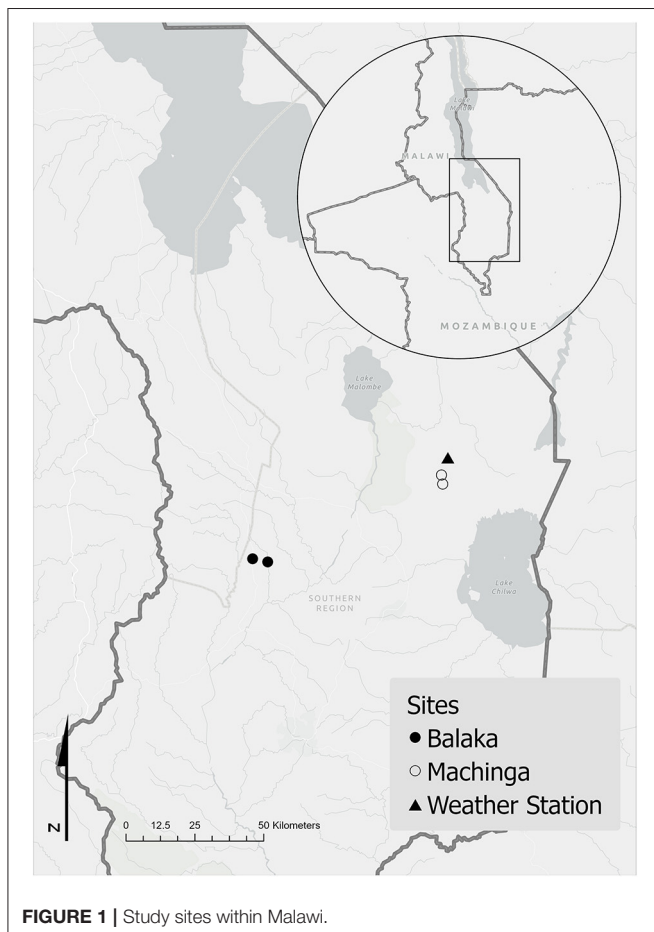 Lake
Malawi
MALAWI
MOZAMBIQUE
Lake
Malombe
SOUTHERN
REGION
Lake
Chilwa
Sites
Balaka
Machinga
Weather Station
N
0 12.5 25 50 Kilometers
FIGURE 1 | Study sites within Malawi.